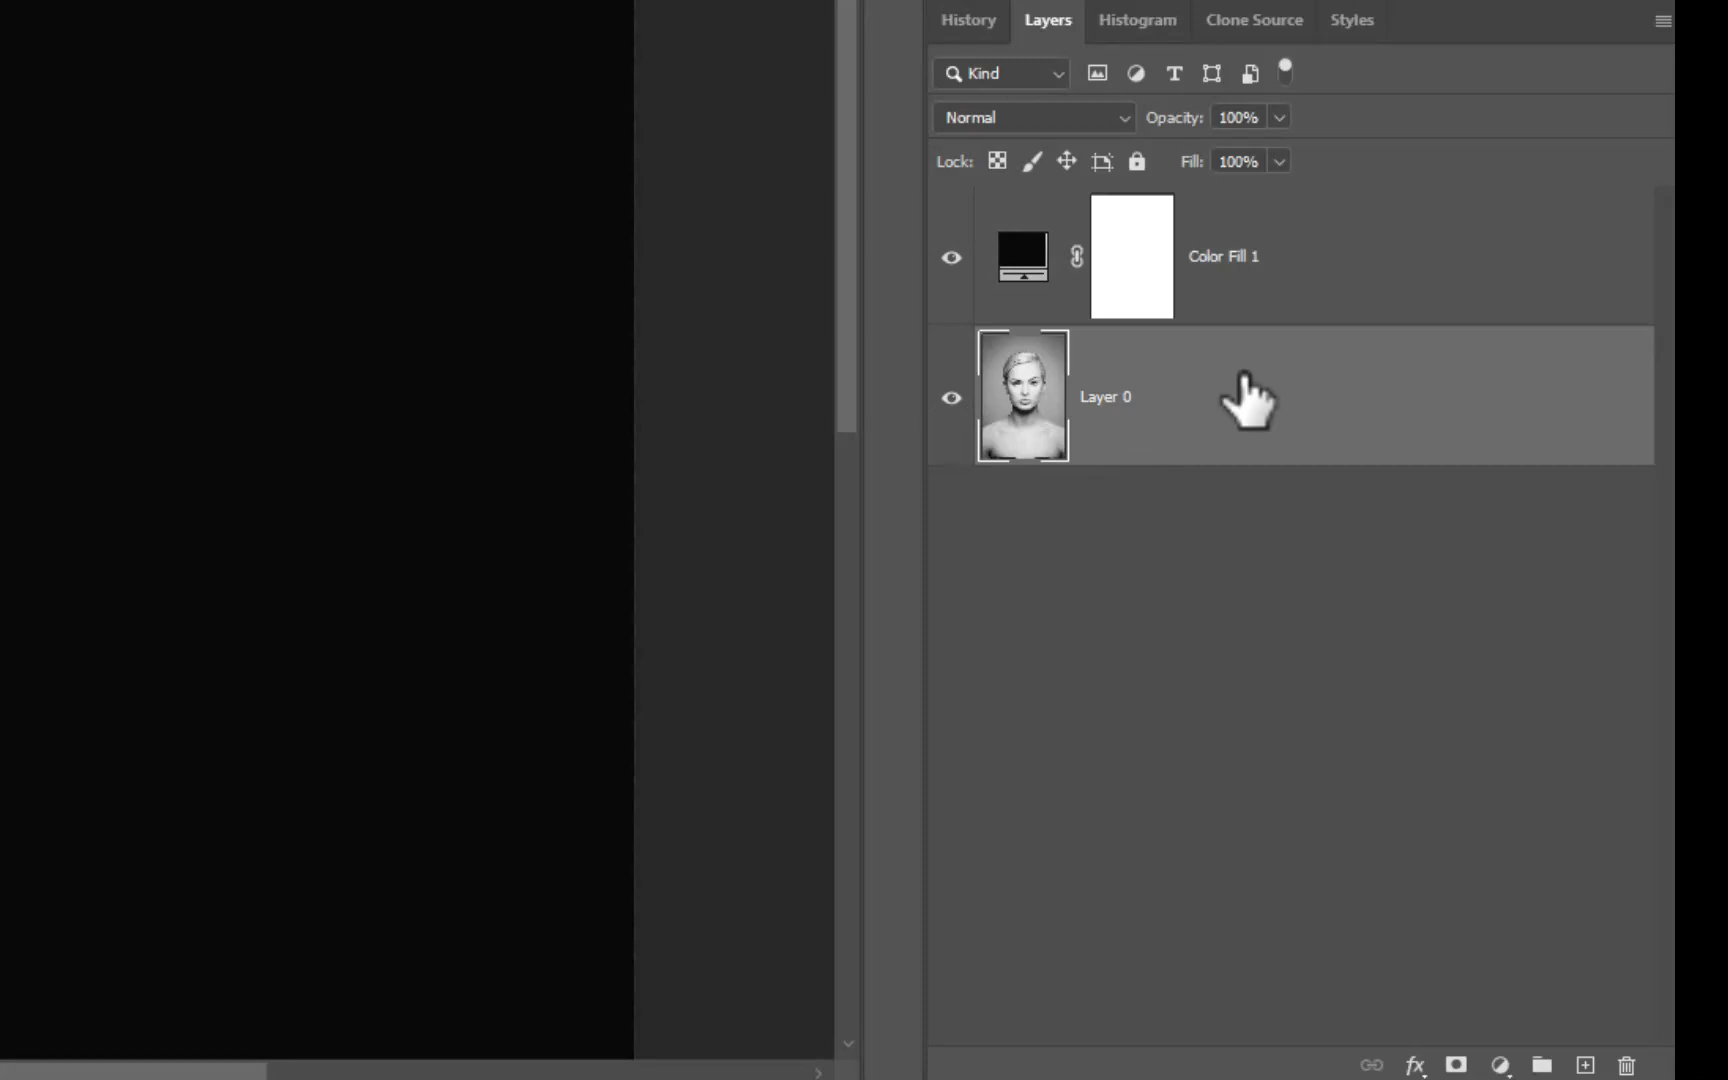 History Layers Histogram Clone Source Styles
Kind
Normal Opacity: 100%
Lock: Fill: 100%
Color Fill 1
Layer 0
fx